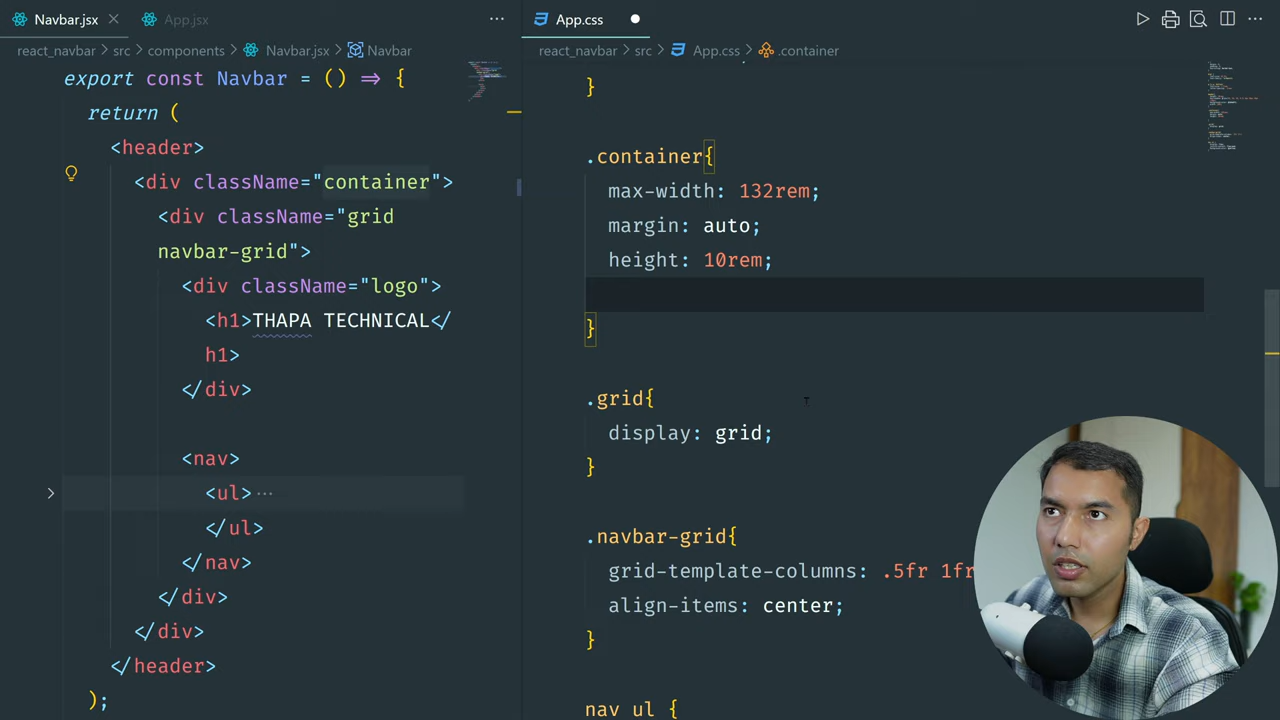 Navbar.jsx
App.jsx
react_navbar > src > components > Navbar.jsx > Navbar
export const Navbar = () => {
return (
<header>
<div className="container">
<div className="grid
navbar-grid">
<div className="logo">
<h1>THAPA TECHNICAL</
h1>
</div>
<nav>
<ul>...
</ul>
</nav>
</div>
</div>
</header>
);
App.css
react_navbar > src > App.css > .container
}
.container{
max-width: 132rem;
margin: auto;
height: 10rem;
}
.grid{
display: grid;
}
.navbar-grid{
grid-template-columns: .5fr 1fr
align-items: center;
}
nav ul {